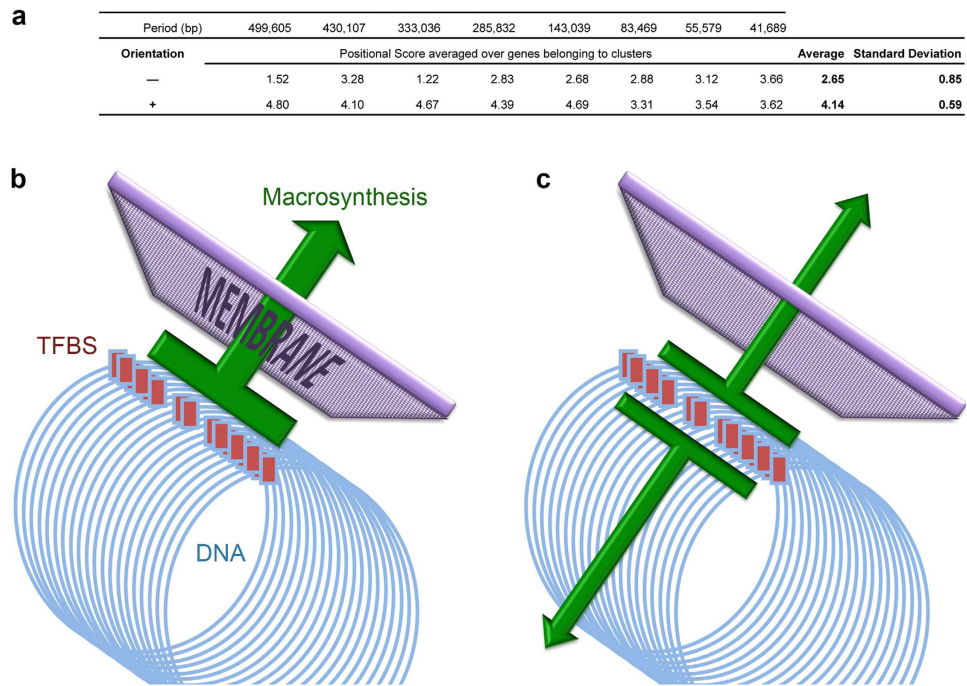 a
Period (bp) 499,605 430,107 333,036 285,832 143,039 83,469 55,579 41,689
Orientation Positional Score averaged over genes belonging to clusters Average Standard Deviation
— 1.52 3.28 1.22 2.83 2.68 2.88 3.12 3.66 2.65 0.85
+ 4.80 4.10 4.67 4.39 4.69 3.31 3.54 3.62 4.14 0.59
b
c
Macrosynthesis
MEMBRANE
TFBS
DNA